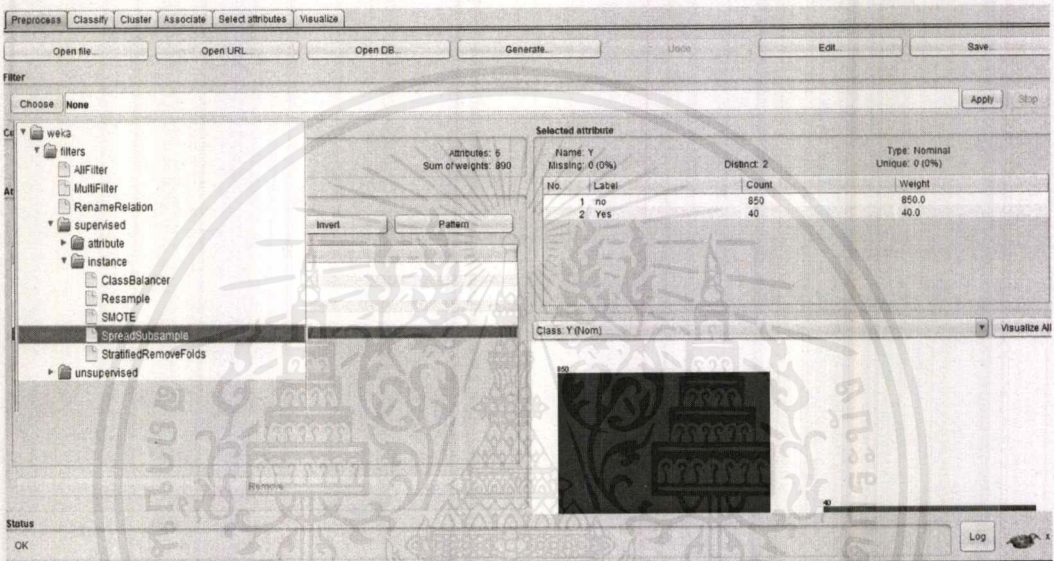 Preprocess Classify Cluster Associate Select attributes Visualize
Open file... Open URL... Open DB... Generate... Undo Edit... Save...
Filter
Choose None Apply Stop
weka
filters
AllFilter
MultiFilter
RenameRelation
supervised
attribute
instance
ClassBalancer
Resample
SMOTE
SpreadSubsample
StratifiedRemoveFolds
unsupervised
Attributes: 6
Sum of weights: 890
Invert Pattern
Remove
Selected attribute
Name: Y Type: Nominal
Missing: 0 (0%) Distinct: 2 Unique: 0 (0%)
No. Label Count Weight
1 no 850 850.0
2 Yes 40 40.0
Class: Y (Nom) Visualize All
850
40
Status
OK Log x